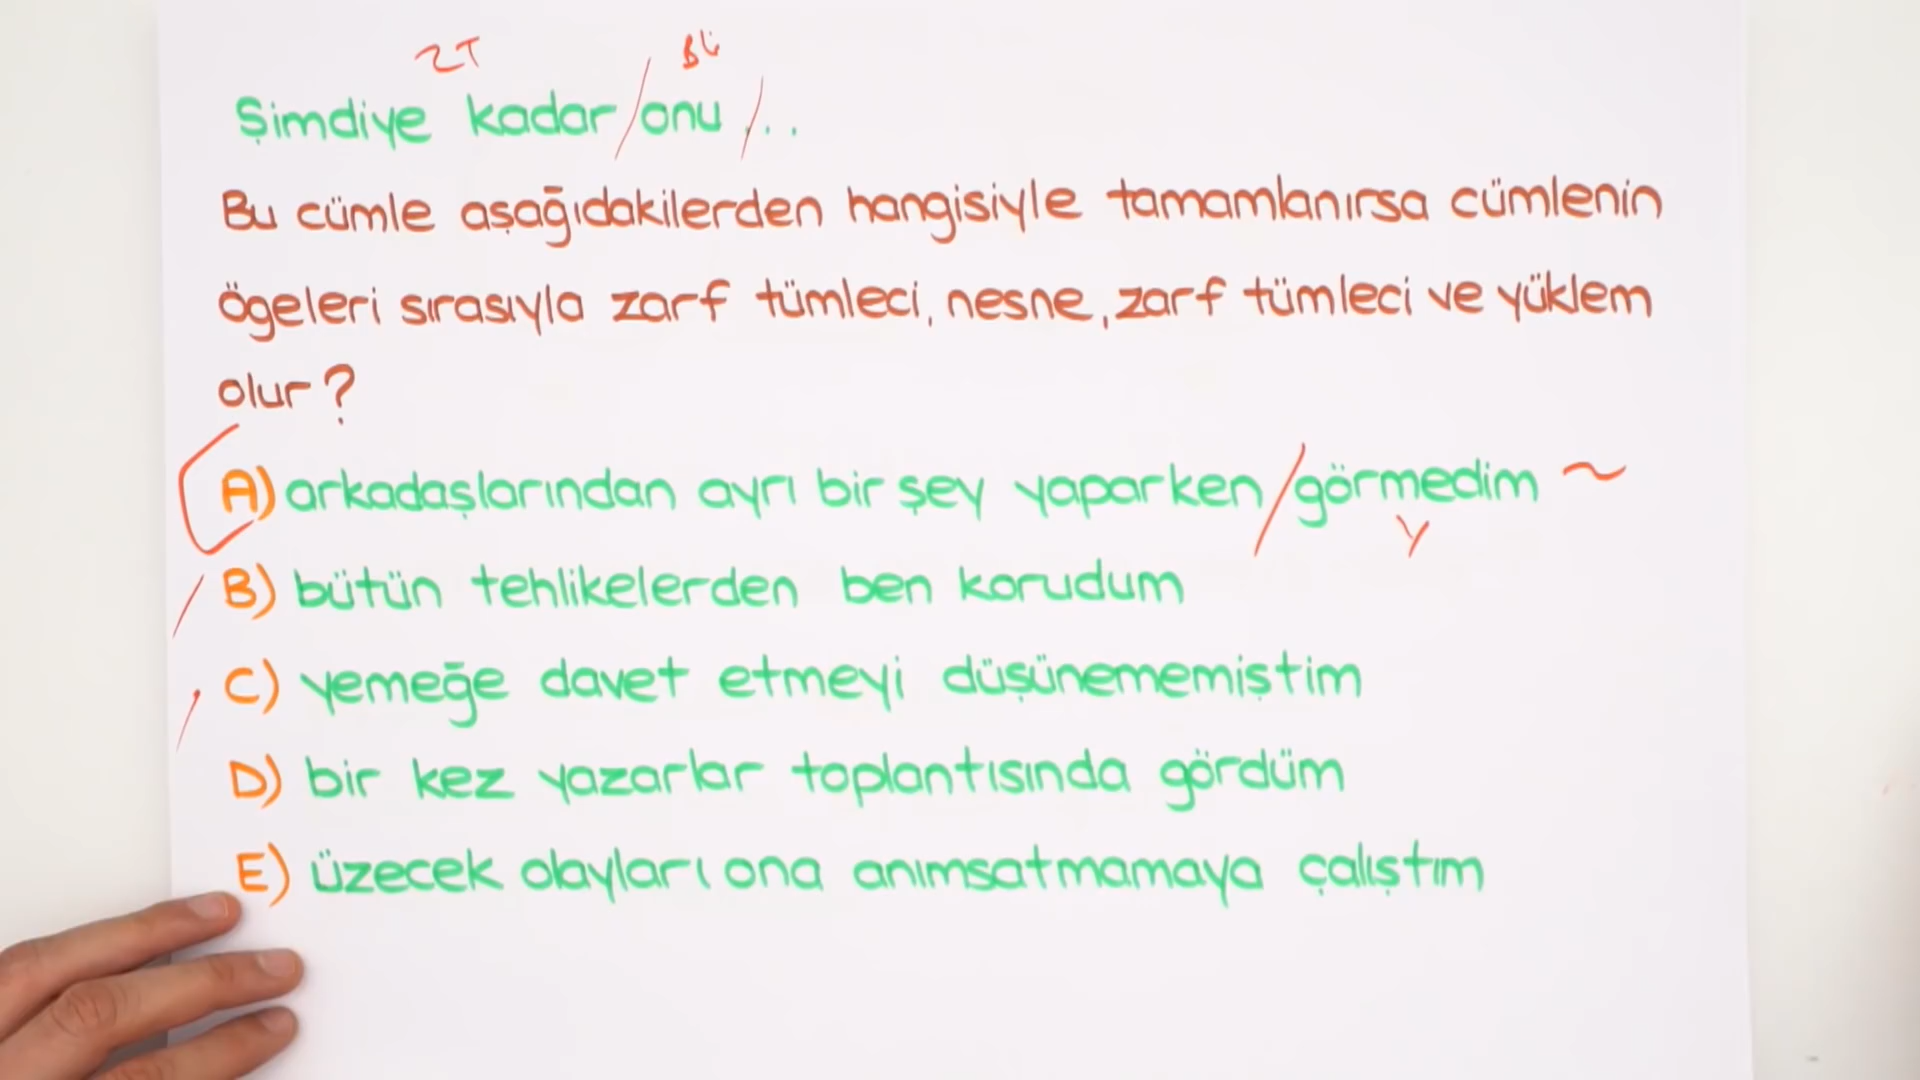 ZT BLİ
Şimdiye kadar / onu / ...
Bu cümle aşağıdakilerden hangisiyle tamamlanırsa cümlenin
ögeleri sırasıyla zarf tümleci, nesne, zarf tümleci ve yüklem
olur?
A) arkadaşlarından ayrı bir şey yaparken / görmedim ~
Y
B) bütün tehlikelerden ben korudum
C) yemeğe davet etmeyi düşünememiştim
D) bir kez yazarlar toplantısında gördüm
E) üzecek olayları ona anımsatmamaya çalıştım